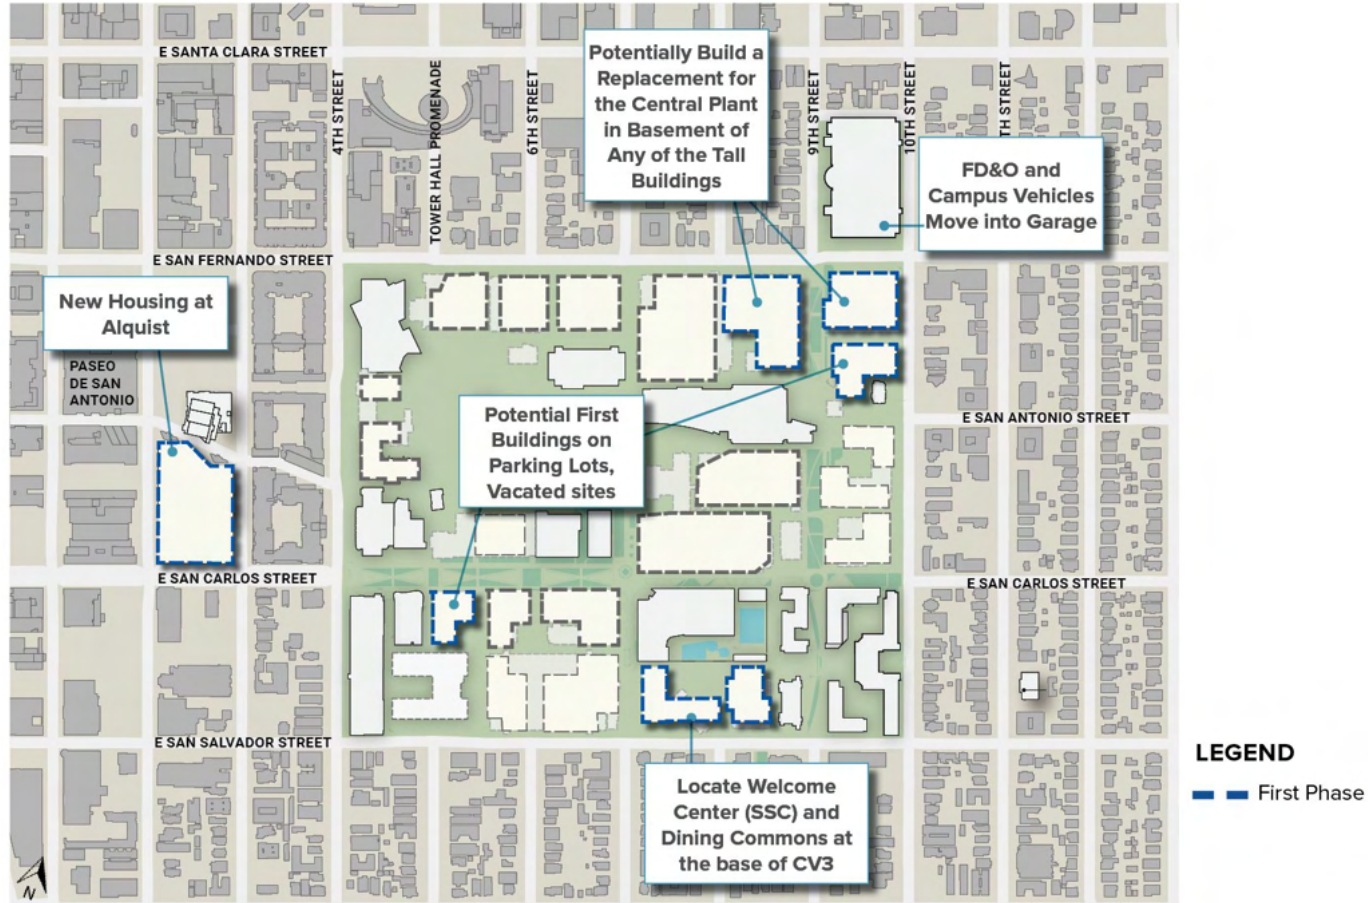 E SANTA CLARA STREET
4TH STREET
TOWER HALL PROMENADE
6TH STREET
Potentially Build a
Replacement for
the Central Plant
in Basement of
Any of the Tall
Buildings
9TH STREET
10TH STREET
TH STREET
FD&O and
Campus Vehicles
Move into Garage
E SAN FERNANDO STREET
New Housing at
Alquist
PASEO
DE SAN
ANTONIO
Potential First
Buildings on
Parking Lots,
Vacated sites
E SAN ANTONIO STREET
E SAN CARLOS STREET
E SAN CARLOS STREET
E SAN SALVADOR STREET
Locate Welcome
Center (SSC) and
Dining Commons at
the base of CV3
LEGEND
First Phase
N